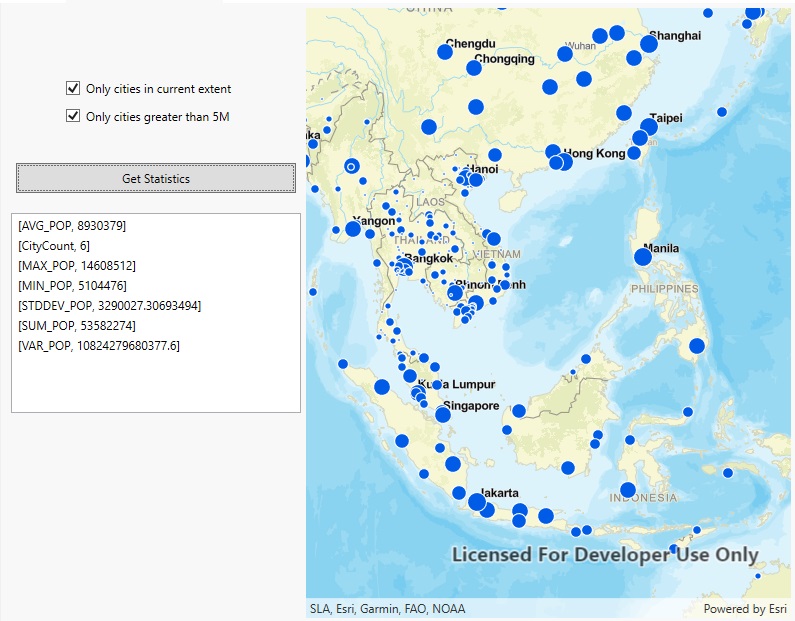 Only cities in current extent
Only cities greater than 5M
Get Statistics
[AVG_POP, 8930379]
[CityCount, 6]
[MAX_POP, 14608512]
[MIN_POP, 5104476]
[STDDEV_POP, 3290027.30693494]
[SUM_POP, 53582274]
[VAR_POP, 10824279680377.6]
Chengdu
Chongqing
Wuhan
Shanghai
Taipei
Hong Kong
Hanoi
LAOS
Yangon
THAILAND
Bangkok
VIETNAM
Manila
PHILIPPINES
Kuala Lumpur
Singapore
Jakarta
INDONESIA
Licensed For Developer Use Only
SLA, Esri, Garmin, FAO, NOAA
Powered by Esri